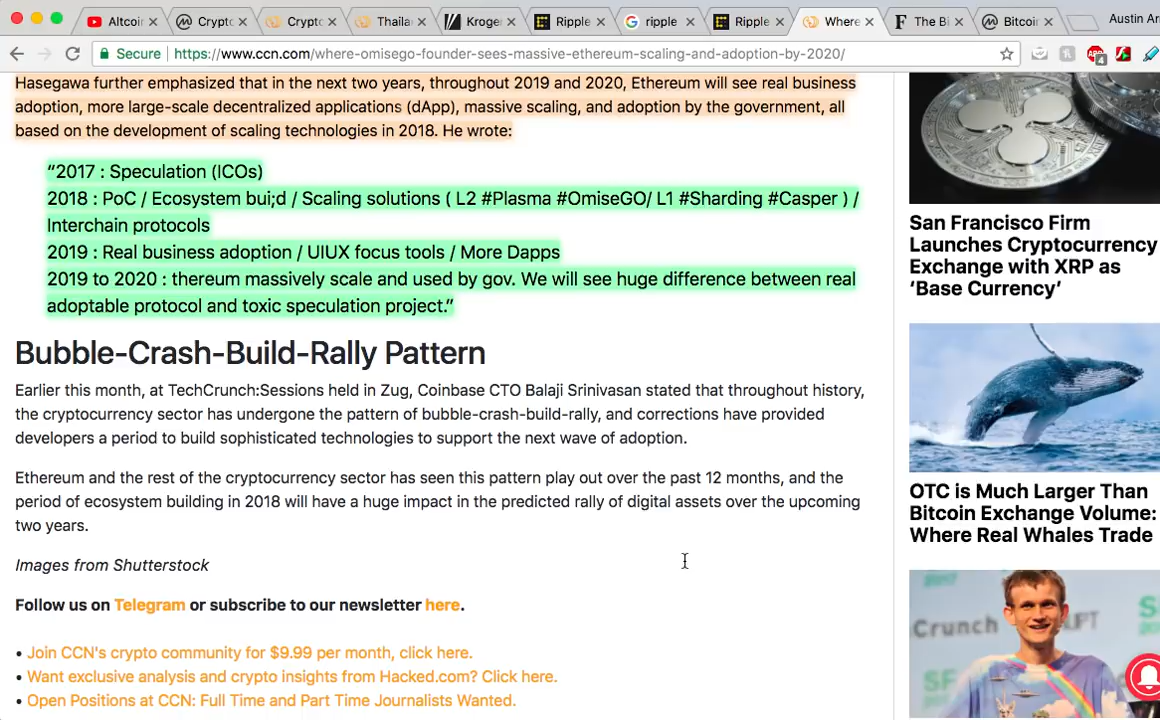 Altcoin
Crypto
Crypto
Thaila
Kroger
Ripple
ripple
Ripple
Where
The Bi
Bitcoin
Austin Ar
Secure
https://www.ccn.com/where-omisego-founder-sees-massive-ethereum-scaling-and-adoption-by-2020/
4
Hasegawa further emphasized that in the next two years, throughout 2019 and 2020, Ethereum will see real business
adoption, more large-scale decentralized applications (dApp), massive scaling, and adoption by the government, all
based on the development of scaling technologies in 2018. He wrote:
“2017 : Speculation (ICOs)
2018 : PoC / Ecosystem bui;d / Scaling solutions ( L2 #Plasma #OmiseGO/ L1 #Sharding #Casper ) /
Interchain protocols
2019 : Real business adoption / UIUX focus tools / More Dapps
2019 to 2020 : thereum massively scale and used by gov. We will see huge difference between real
adoptable protocol and toxic speculation project.”
Bubble-Crash-Build-Rally Pattern
Earlier this month, at TechCrunch:Sessions held in Zug, Coinbase CTO Balaji Srinivasan stated that throughout history,
the cryptocurrency sector has undergone the pattern of bubble-crash-build-rally, and corrections have provided
developers a period to build sophisticated technologies to support the next wave of adoption.
Ethereum and the rest of the cryptocurrency sector has seen this pattern play out over the past 12 months, and the
period of ecosystem building in 2018 will have a huge impact in the predicted rally of digital assets over the upcoming
two years.
Images from Shutterstock
Follow us on Telegram or subscribe to our newsletter here.
• Join CCN's crypto community for $9.99 per month, click here.
• Want exclusive analysis and crypto insights from Hacked.com? Click here.
• Open Positions at CCN: Full Time and Part Time Journalists Wanted.
San Francisco Firm
Launches Cryptocurrency
Exchange with XRP as
‘Base Currency’
OTC is Much Larger Than
Bitcoin Exchange Volume:
Where Real Whales Trade
Crunch